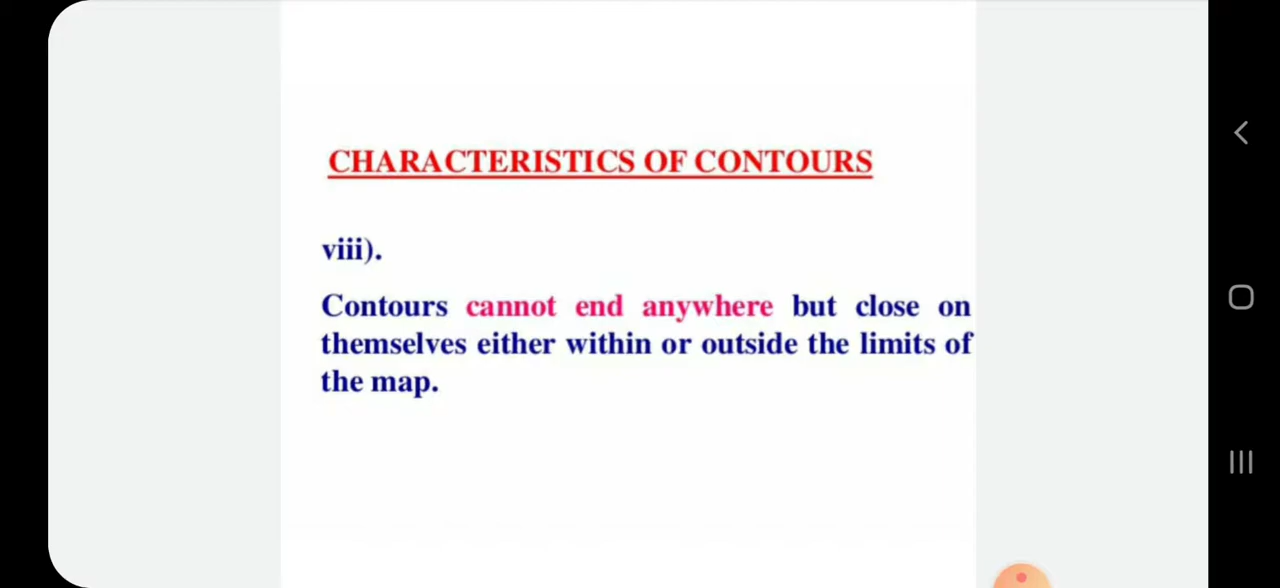 CHARACTERISTICS OF CONTOURS
viii).
Contours cannot end anywhere but close on
themselves either within or outside the limits of
the map.